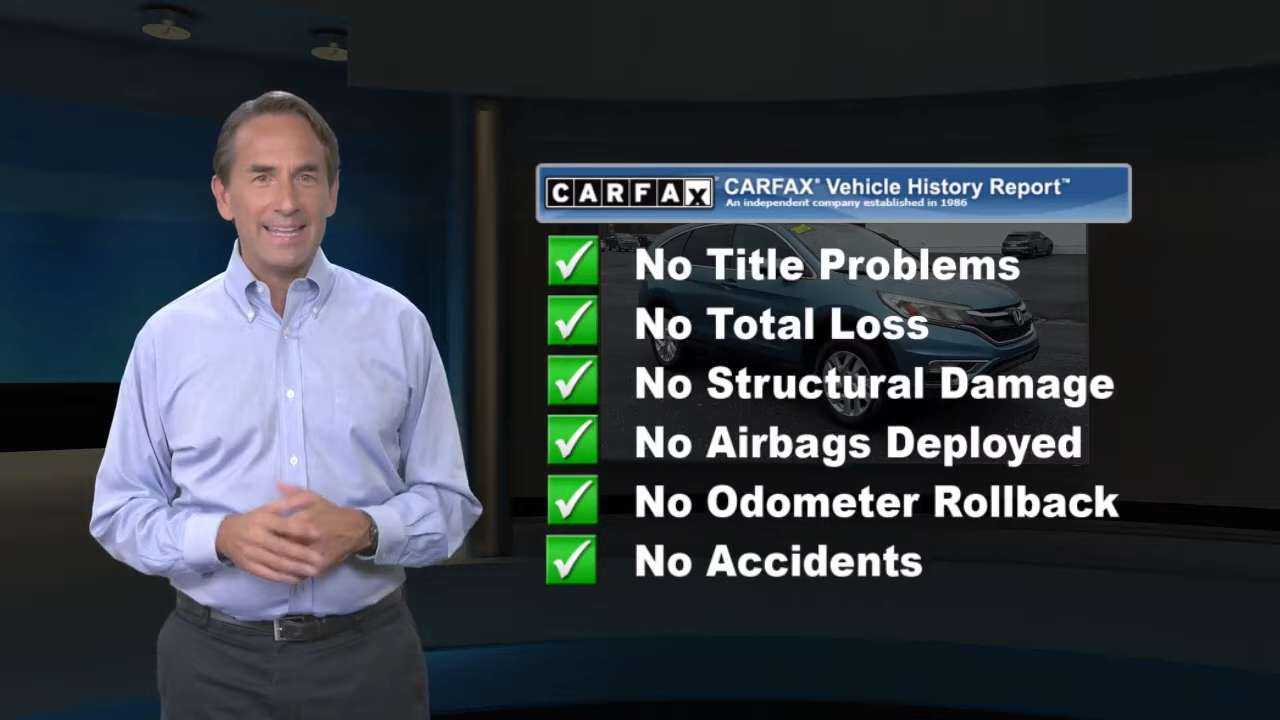 CARFAX
CARFAX® Vehicle History Report™
An independent company established in 1986
No Title Problems
No Total Loss
No Structural Damage
No Airbags Deployed
No Odometer Rollback
No Accidents